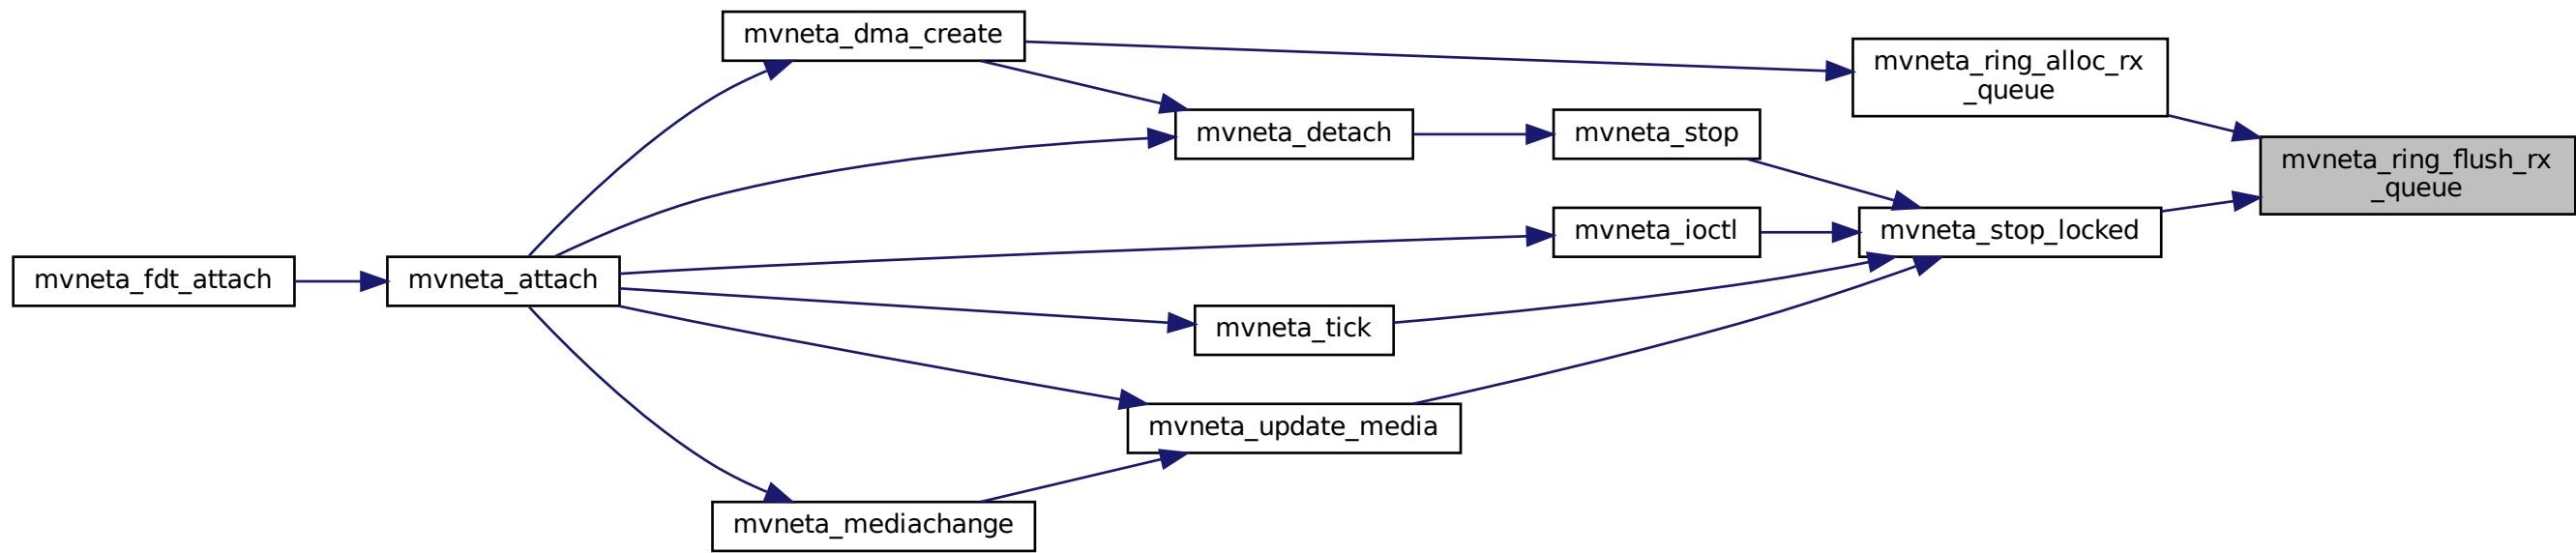 mvneta_dma_create
mvneta_ring_alloc_rx
_queue
mvneta_detach
mvneta_stop
mvneta_ring_flush_rx
_queue
mvneta_ioctl
mvneta_stop_locked
mvneta_fdt_attach
mvneta_attach
mvneta_tick
mvneta_update_media
mvneta_mediachange